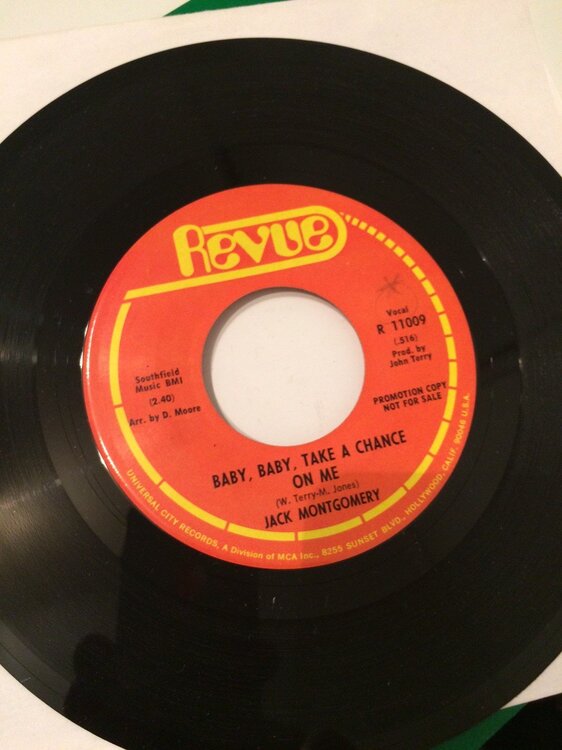 Revue
Vocal
R 11009
(.516)
Prod. by
John Terry
Southfield
Music BMI
(2.40)
Arr. by D. Moore
PROMOTION COPY
NOT FOR SALE
BABY, BABY, TAKE A CHANCE
ON ME
(W. Terry-M. Jones)
JACK MONTGOMERY
UNIVERSAL CITY RECORDS, A Division of MCA Inc., 8255 SUNSET BLVD., HOLLYWOOD, CALIF. 90046 U.S.A.